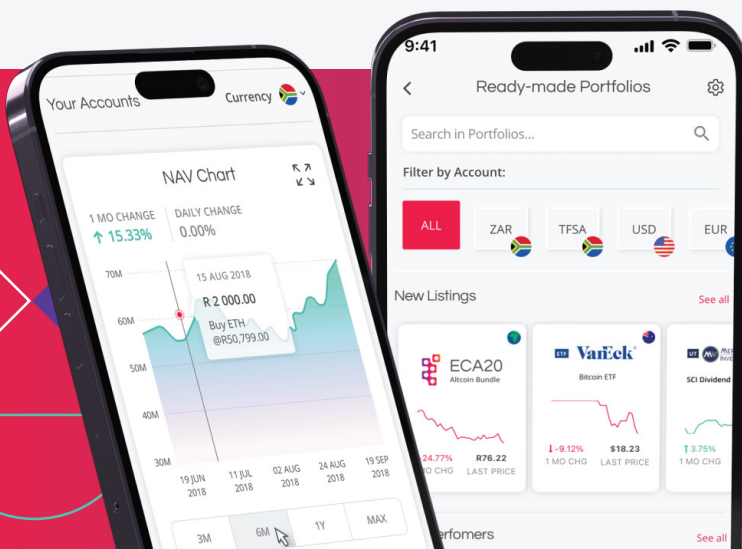 Your Accounts
Currency
NAV Chart
1 MO CHANGE
DAILY CHANGE
↑ 15.33%
0.00%
70M
60M
50M
40M
30M
15 AUG 2018
R 2 000.00
Buy ETH
@R50,799.00
19 JUN
2018
11 JUL
2018
02 AUG
2018
24 AUG
2018
19 SEP
2018
3M
6M
1Y
MAX
9:41
Ready-made Portfolios
Search in Portfolios...
Filter by Account:
ALL
ZAR
TFSA
USD
EUR
New Listings
See all
ECA20
Altcoin Bundle
-24.77%
MO CHG
R76.22
LAST PRICE
ETF
VanEck
Bitcoin ETF
↓ -9.12%
1 MO CHG
$18.23
LAST PRICE
UT
SCI Dividend
↑ 3.75%
1 MO CHG
See all